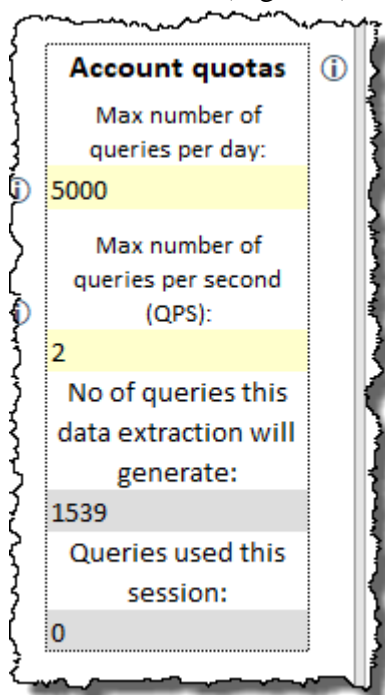 Account quotas
Max number of
queries per day:
5000
Max number of
queries per second
(QPS):
2
No of queries this
data extraction will
generate:
1539
Queries used this
session:
0